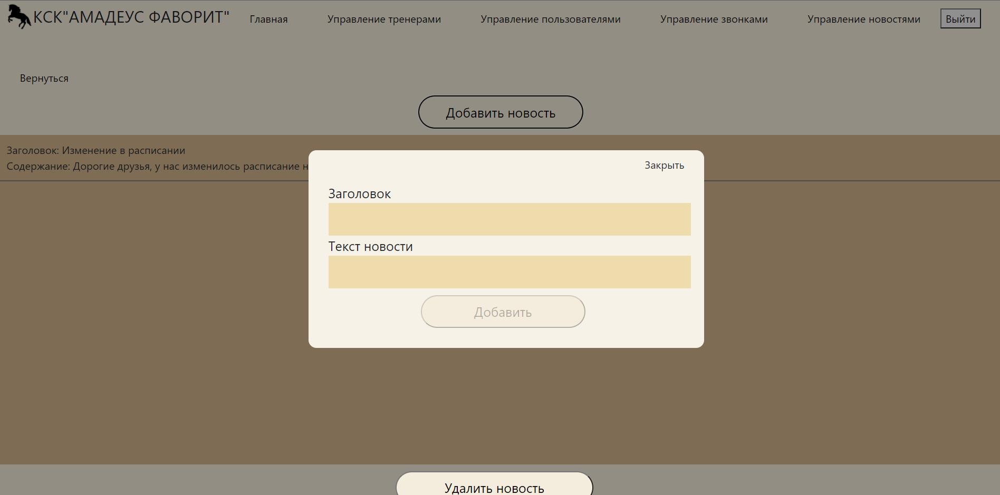 КСК"АМАДЕУС ФАВОРИТ" Главная Управление тренерами Управление пользователями Управление звонками Управление новостями Выйти
Вернуться
Добавить новость
Заголовок: Изменение в расписании
Содержание: Дорогие друзья, у нас изменилось расписание н
Закрыть
Заголовок
Текст новости
Добавить
Удалить новость